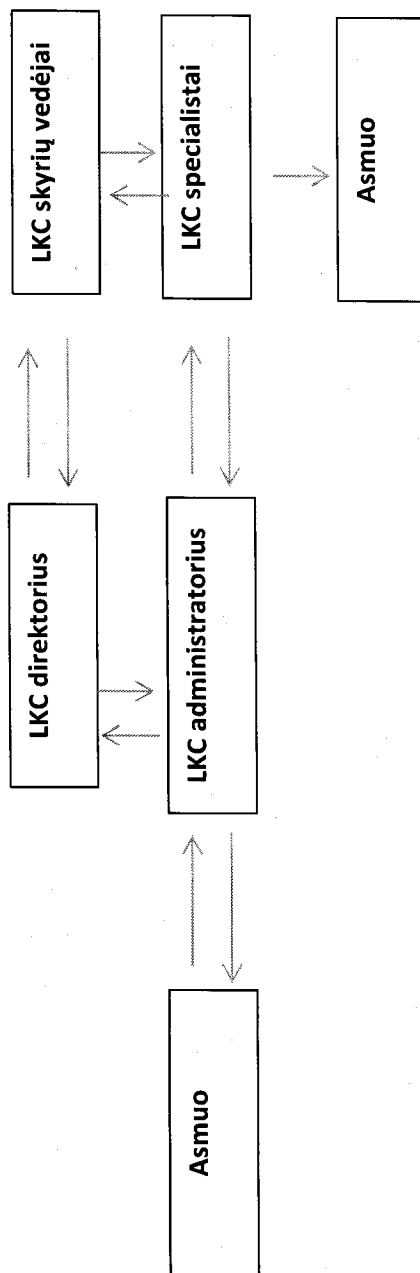 LKC direktorius
LKC skyrių vedėjai
Asmuo
LKC administratorius
LKC specialistai
Asmuo